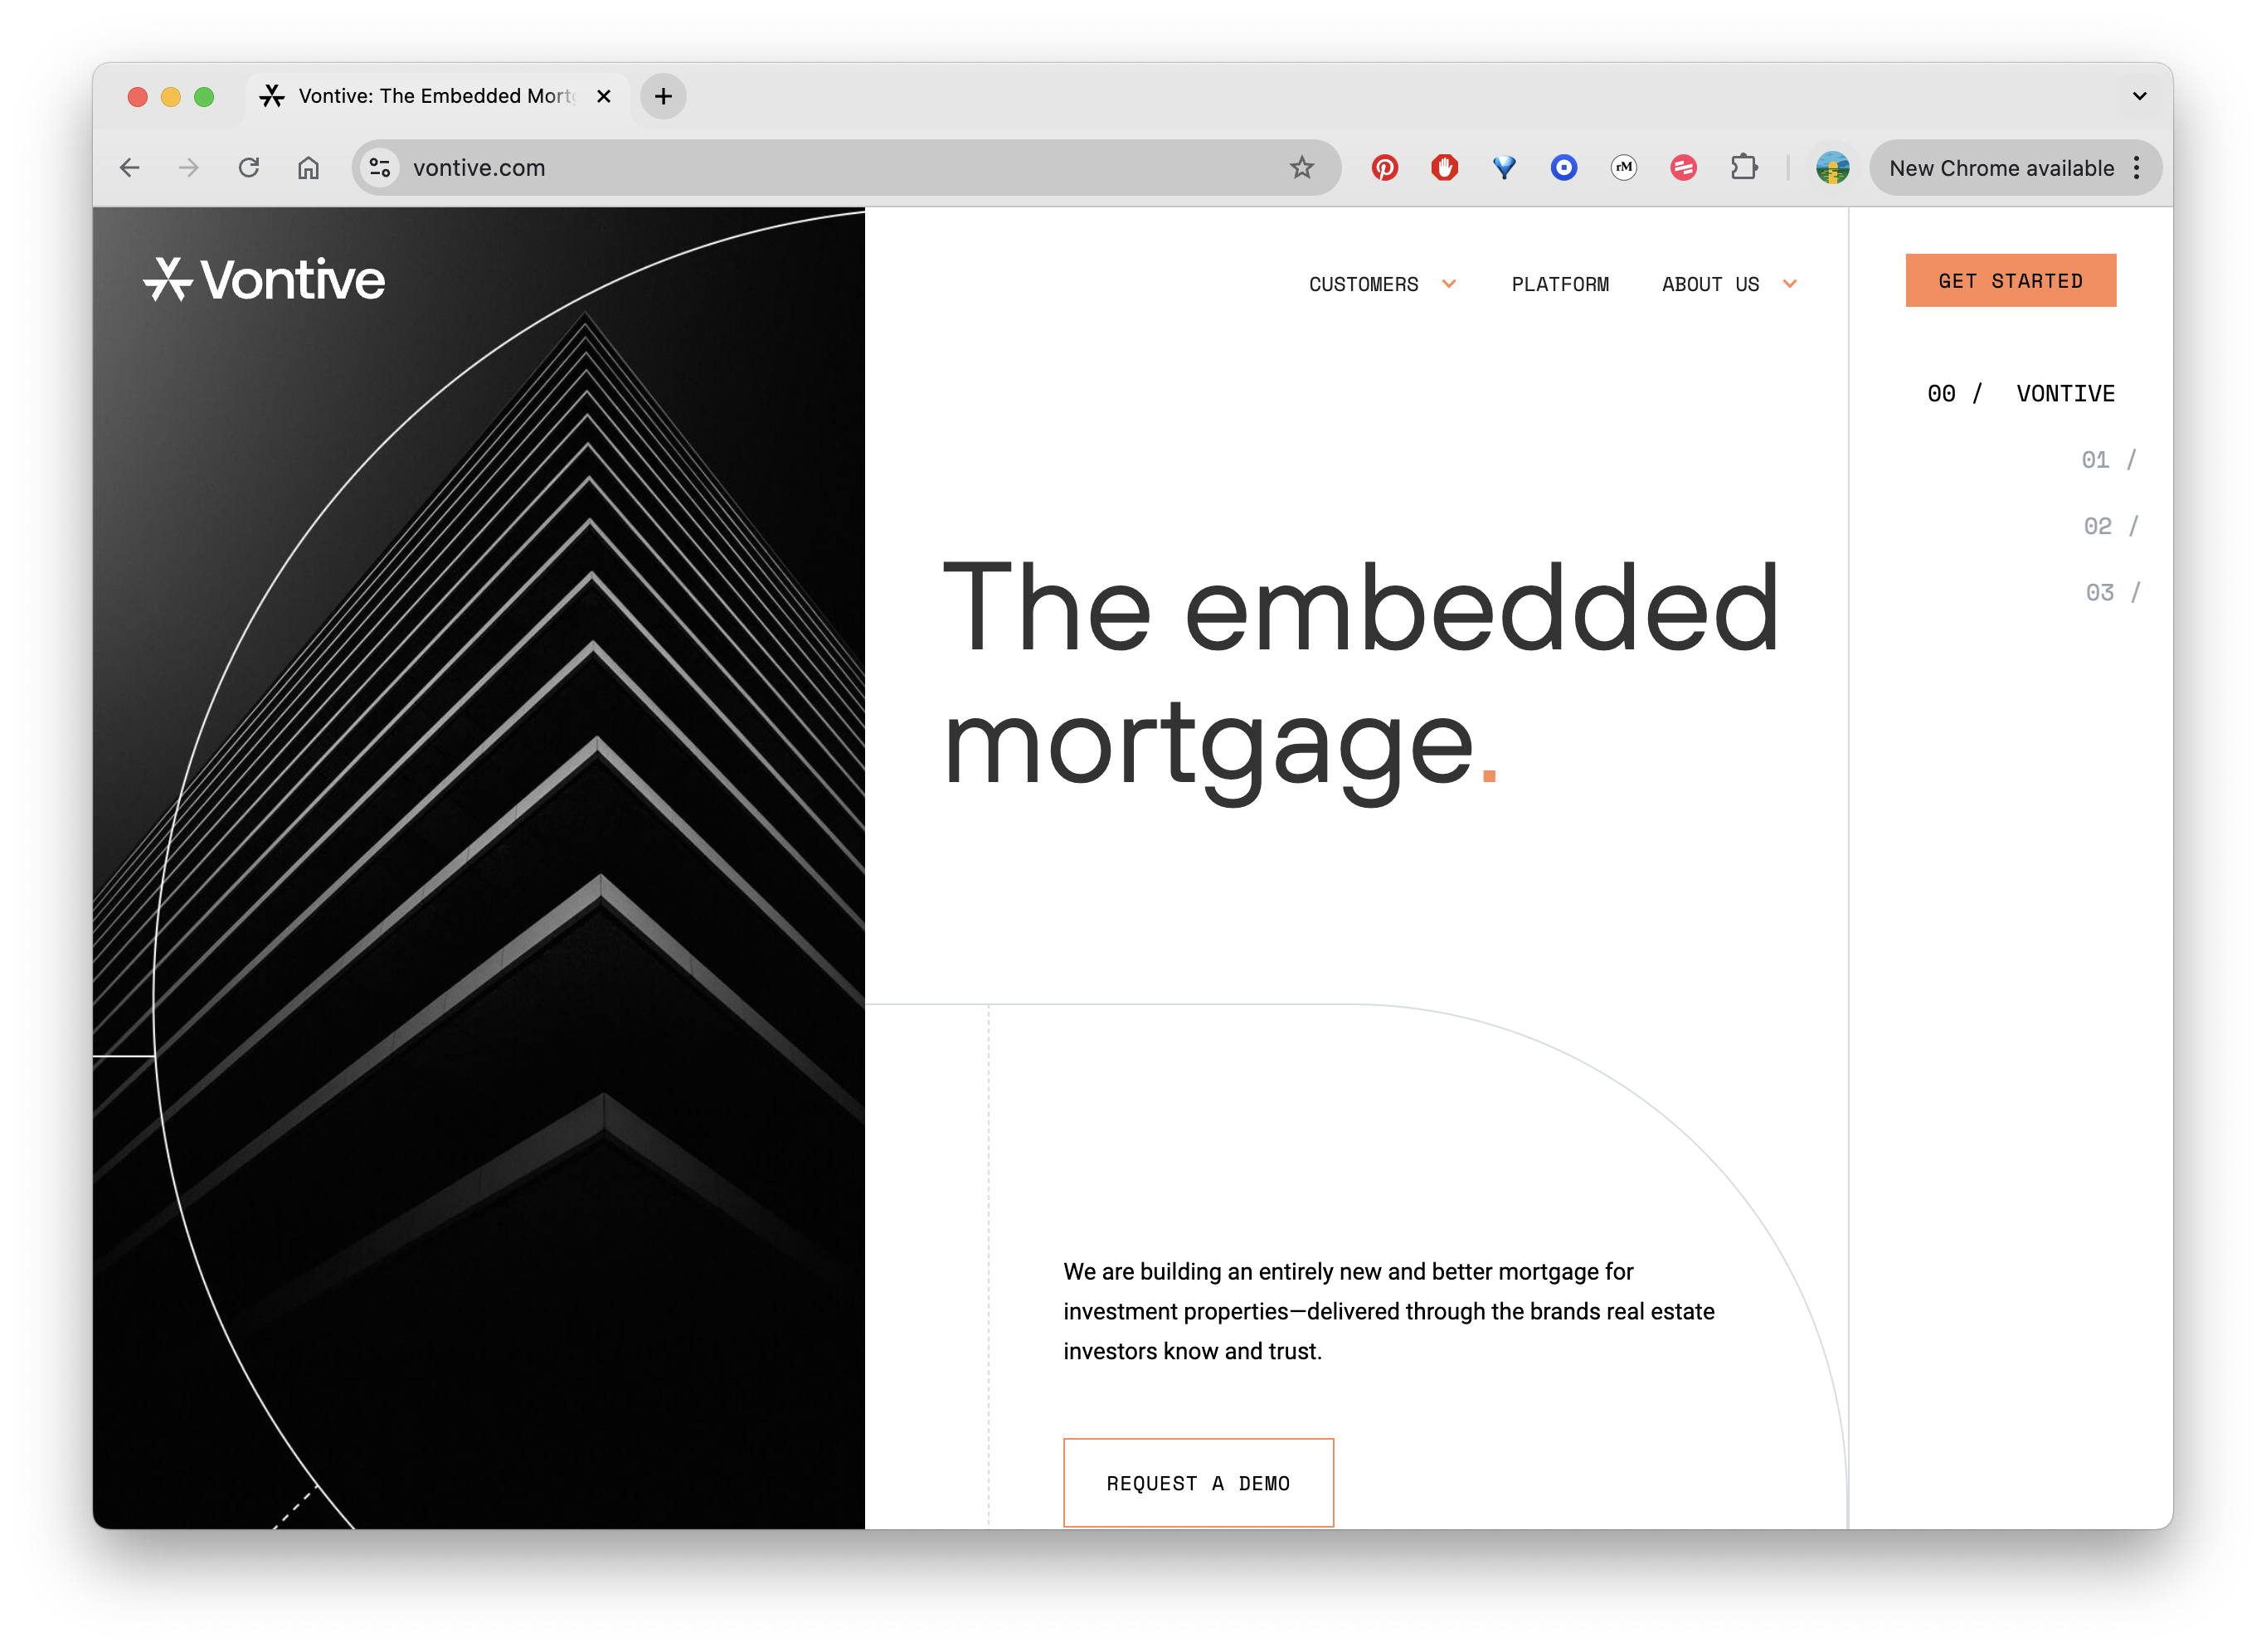 Vontive: The Embedded Mort
vontive.com
New Chrome available
Vontive
CUSTOMERS
PLATFORM
ABOUT US
GET STARTED
00 / VONTIVE
01 /
02 /
03 /
The embedded
mortgage.
We are building an entirely new and better mortgage for
investment properties—delivered through the brands real estate
investors know and trust.
REQUEST A DEMO